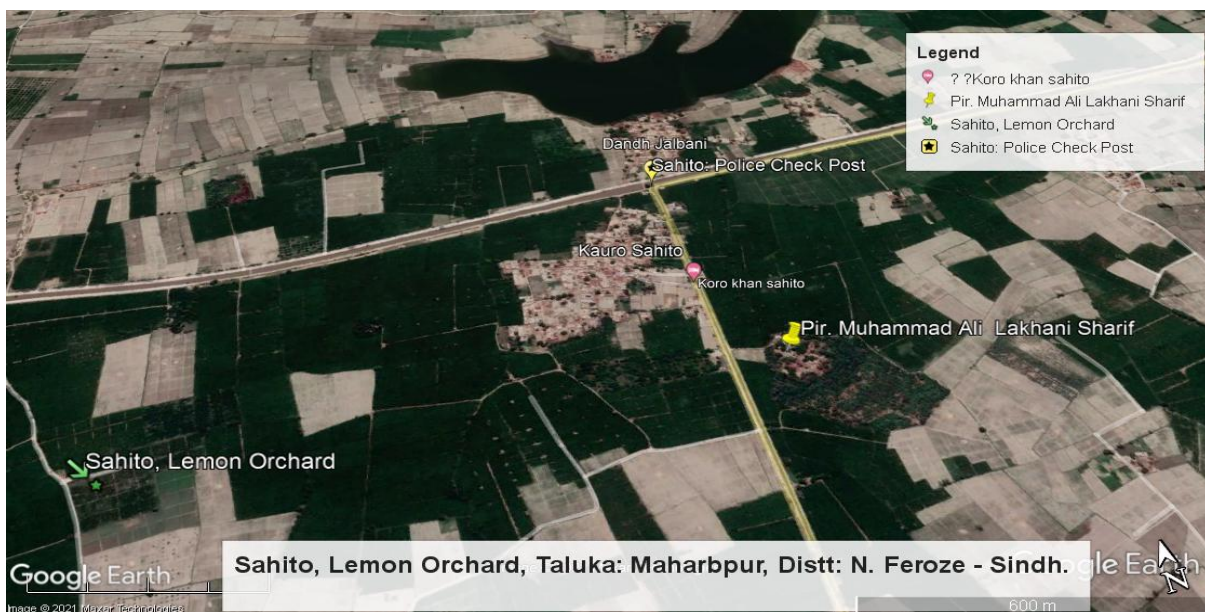 Legend
? ?Koro khan sahito
Pir. Muhammad Ali Lakhani Sharif
Sahito, Lemon Orchard
Sahito: Police Check Post
Dandh Jalbani
Sahito: Police Check Post
Kauro Sahito
Koro khan sahito
Pir. Muhammad Ali Lakhani Sharif
Sahito, Lemon Orchard
Sahito, Lemon Orchard, Taluka: Maharbpur, Distt: N. Feroze - Sindh.
Google Earth
Google Earth
N
Image © 2021 Maxar Technologies
600 m